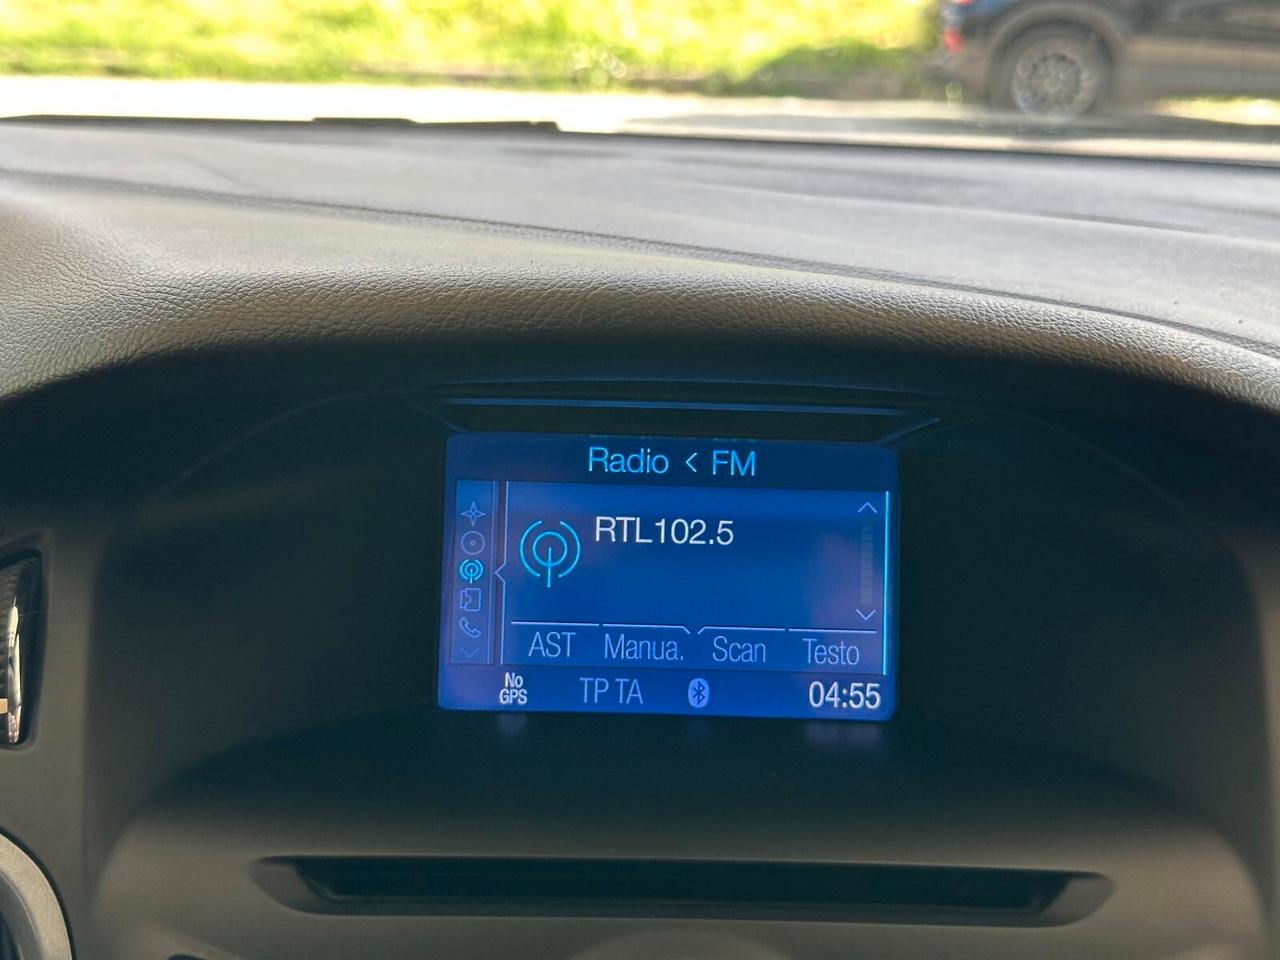 Radio < FM
RTL102.5
AST Manua. Scan Testo
No GPS TP TA 04:55